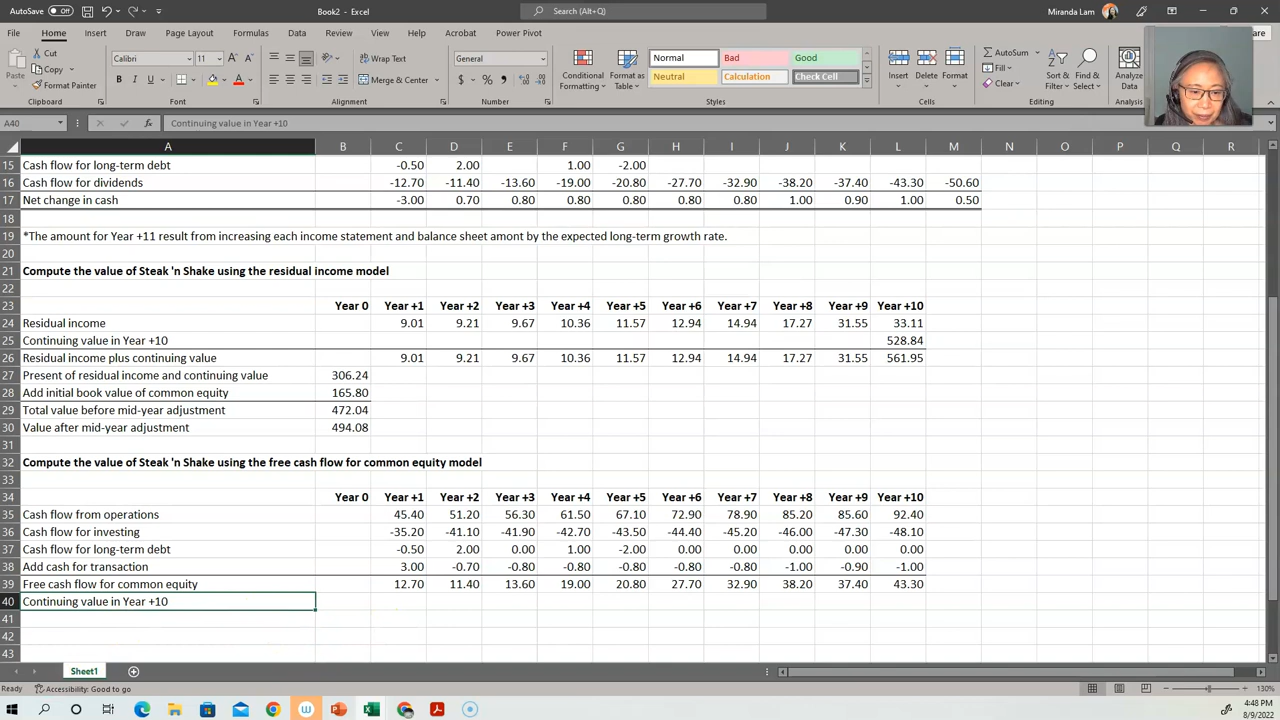 AutoSave Off
Book2 - Excel
Search (Alt+Q)
Miranda Lam
File Home Insert Draw Page Layout Formulas Data Review View Help Acrobat Power Pivot
Paste
Cut
Copy
Format Painter
Calibri 11
B I U
Wrap Text
Merge & Center
General
Conditional Formatting
Format as Table
Normal Bad Good
Neutral Calculation Check Cell
Insert Delete Format
AutoSum
Fill
Clear
Sort & Filter
Find & Select
Analyze Data
Clipboard Font Alignment Number Styles Cells Editing Analysis
A40 fx Continuing value in Year +10
A B C D E F G H I J K L M N O P Q R
15 Cash flow for long-term debt -0.50 2.00 1.00 -2.00
16 Cash flow for dividends -12.70 -11.40 -13.60 -19.00 -20.80 -27.70 -32.90 -38.20 -37.40 -43.30 -50.60
17 Net change in cash -3.00 0.70 0.80 0.80 0.80 0.80 0.80 1.00 0.90 1.00 0.50
18
19 *The amount for Year +11 result from increasing each income statement and balance sheet amont by the expected long-term growth rate.
20
21 Compute the value of Steak 'n Shake using the residual income model
22
23 Year 0 Year +1 Year +2 Year +3 Year +4 Year +5 Year +6 Year +7 Year +8 Year +9 Year +10
24 Residual income 9.01 9.21 9.67 10.36 11.57 12.94 14.94 17.27 31.55 33.11
25 Continuing value in Year +10 528.84
26 Residual income plus continuing value 9.01 9.21 9.67 10.36 11.57 12.94 14.94 17.27 31.55 561.95
27 Present of residual income and continuing value 306.24
28 Add initial book value of common equity 165.80
29 Total value before mid-year adjustment 472.04
30 Value after mid-year adjustment 494.08
31
32 Compute the value of Steak 'n Shake using the free cash flow for common equity model
33
34 Year 0 Year +1 Year +2 Year +3 Year +4 Year +5 Year +6 Year +7 Year +8 Year +9 Year +10
35 Cash flow from operations 45.40 51.20 56.30 61.50 67.10 72.90 78.90 85.20 85.60 92.40
36 Cash flow for investing -35.20 -41.10 -41.90 -42.70 -43.50 -44.40 -45.20 -46.00 -47.30 -48.10
37 Cash flow for long-term debt -0.50 2.00 0.00 1.00 -2.00 0.00 0.00 0.00 0.00 0.00
38 Add cash for transaction 3.00 -0.70 -0.80 -0.80 -0.80 -0.80 -0.80 -1.00 -0.90 -1.00
39 Free cash flow for common equity 12.70 11.40 13.60 19.00 20.80 27.70 32.90 38.20 37.40 43.30
40 Continuing value in Year +10
41
42
43
Sheet1
Ready Accessibility: Good to go 130%
4:48 PM
8/9/2022